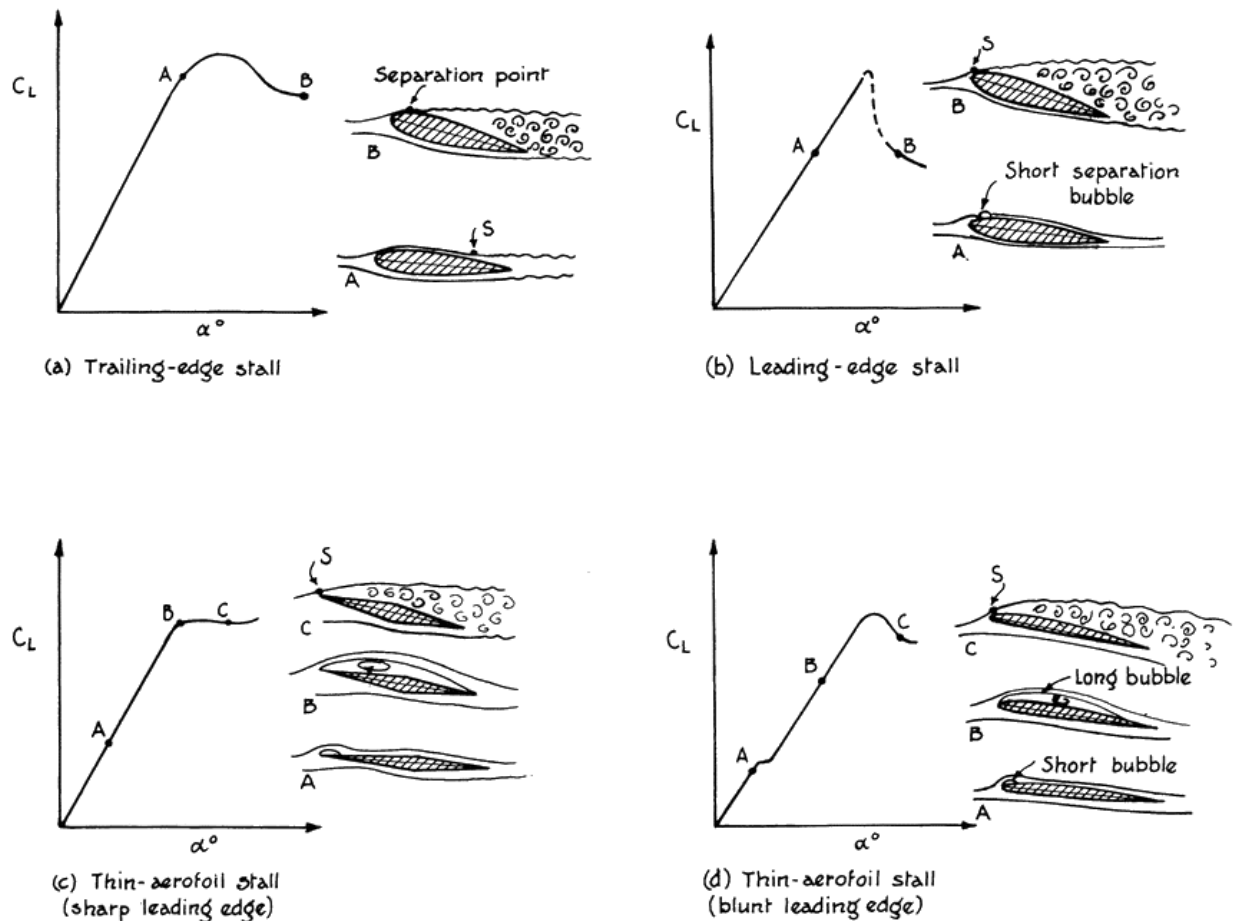 C_L
A
B
α°
Separation point
B
S
A
(a) Trailing-edge stall
C_L
A
B
α°
S
B
Short separation
bubble
A
(b) Leading-edge stall
C_L
A
B
C
α°
S
C
B
A
(c) Thin-aerofoil stall
(sharp leading edge)
C_L
A
B
C
α°
S
C
Long bubble
B
Short bubble
A
(d) Thin-aerofoil stall
(blunt leading edge)